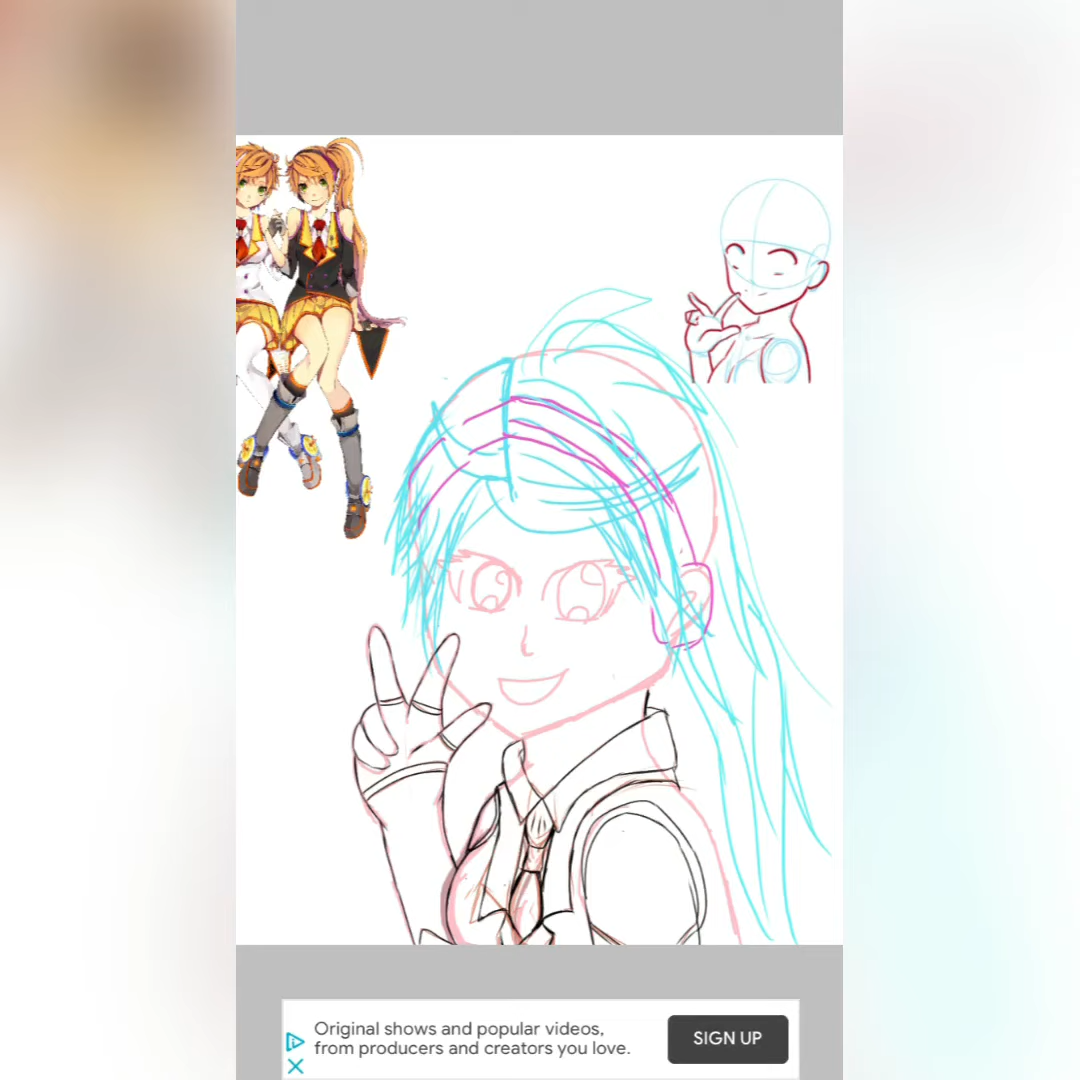 Original shows and popular videos,
from producers and creators you love.
SIGN UP